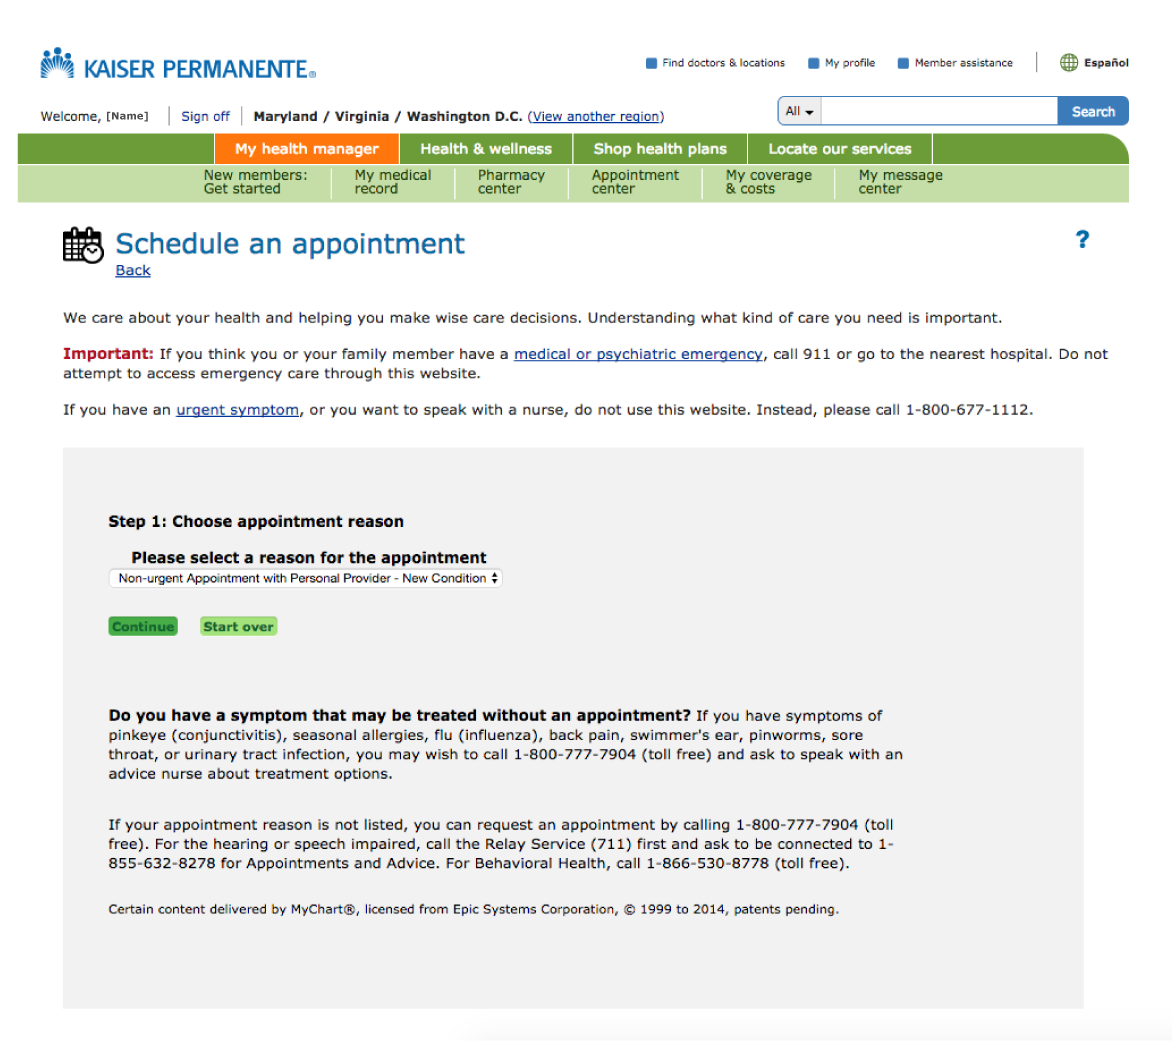 KAISER PERMANENTE®
Find doctors & locations My profile Member assistance Español
Welcome, [Name] Sign off Maryland / Virginia / Washington D.C. (View another region) All Search
My health manager Health & wellness Shop health plans Locate our services
New members: Get started My medical record Pharmacy center Appointment center My coverage & costs My message center
Schedule an appointment ?
Back
We care about your health and helping you make wise care decisions. Understanding what kind of care you need is important.
Important: If you think you or your family member have a medical or psychiatric emergency, call 911 or go to the nearest hospital. Do not
attempt to access emergency care through this website.
If you have an urgent symptom, or you want to speak with a nurse, do not use this website. Instead, please call 1-800-677-1112.
Step 1: Choose appointment reason
Please select a reason for the appointment
Non-urgent Appointment with Personal Provider - New Condition
Continue Start over
Do you have a symptom that may be treated without an appointment? If you have symptoms of
pinkeye (conjunctivitis), seasonal allergies, flu (influenza), back pain, swimmer's ear, pinworms, sore
throat, or urinary tract infection, you may wish to call 1-800-777-7904 (toll free) and ask to speak with an
advice nurse about treatment options.
If your appointment reason is not listed, you can request an appointment by calling 1-800-777-7904 (toll
free). For the hearing or speech impaired, call the Relay Service (711) first and ask to be connected to 1-
855-632-8278 for Appointments and Advice. For Behavioral Health, call 1-866-530-8778 (toll free).
Certain content delivered by MyChart®, licensed from Epic Systems Corporation, © 1999 to 2014, patents pending.